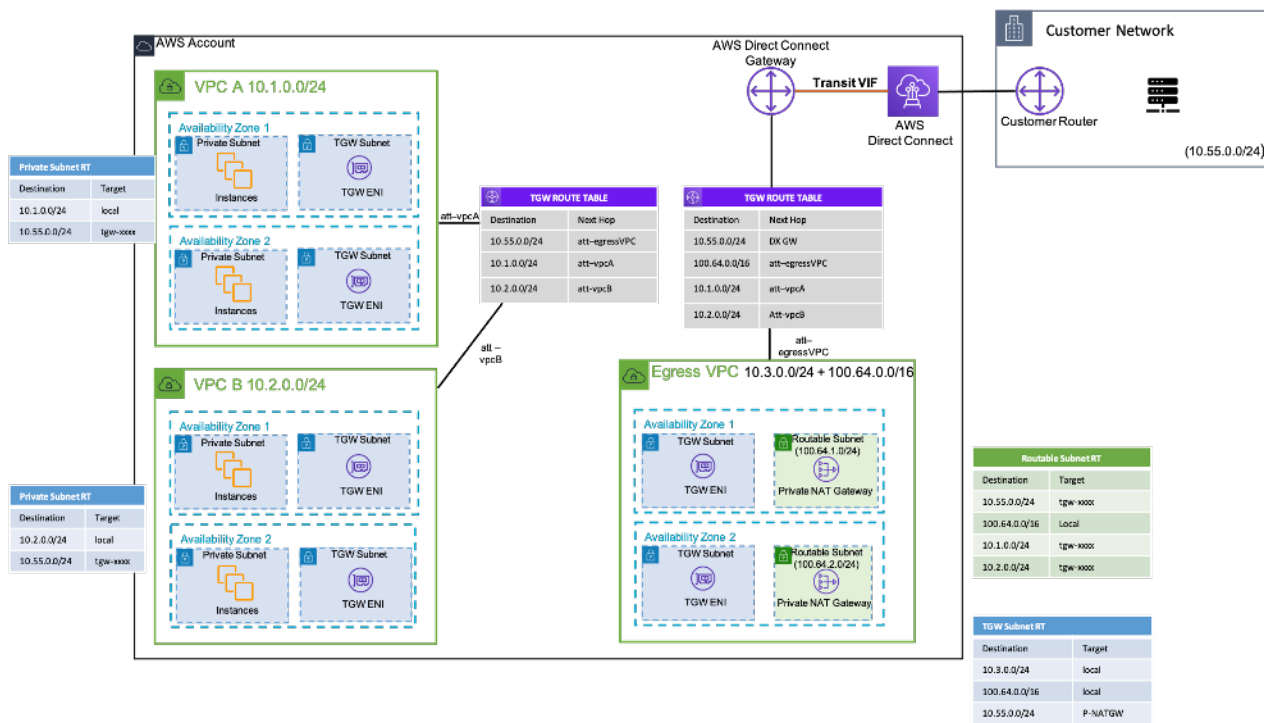 AWS Account
VPC A 10.1.0.0/24
Availability Zone 1
Private Subnet
Instances
TGW Subnet
TGW ENI
Availability Zone 2
Private Subnet
Instances
TGW Subnet
TGW ENI
Private Subnet RT
Destination Target
10.1.0.0/24 local
10.55.0.0/24 tgw-xxxx
att-vpcA
VPC B 10.2.0.0/24
Availability Zone 1
Private Subnet
Instances
TGW Subnet
TGW ENI
Availability Zone 2
Private Subnet
Instances
TGW Subnet
TGW ENI
Private Subnet RT
Destination Target
10.2.0.0/24 local
10.55.0.0/24 tgw-xxxx
att –
vpcB
TGW ROUTE TABLE
Destination Next Hop
10.55.0.0/24 att-egressVPC
10.1.0.0/24 att-vpcA
10.2.0.0/24 att-vpcB
AWS Direct Connect
Gateway
Transit VIF
AWS
Direct Connect
Customer Network
Customer Router
(10.55.0.0/24)
TGW ROUTE TABLE
Destination Next Hop
10.55.0.0/24 DX GW
100.64.0.0/16 att-egressVPC
10.1.0.0/24 att-vpcA
10.2.0.0/24 Att-vpcB
att–
egressVPC
Egress VPC 10.3.0.0/24 + 100.64.0.0/16
Availability Zone 1
TGW Subnet
TGW ENI
Routable Subnet
(100.64.1.0/24)
Private NAT Gateway
Availability Zone 2
TGW Subnet
TGW ENI
Routable Subnet
(100.64.2.0/24)
Private NAT Gateway
Routable Subnet RT
Destination Target
10.55.0.0/24 tgw-xxxx
100.64.0.0/16 Local
10.1.0.0/24 tgw-xxxx
10.2.0.0/24 tgw-xxxx
TGW Subnet RT
Destination Target
10.3.0.0/24 local
100.64.0.0/16 local
10.55.0.0/24 P-NATGW